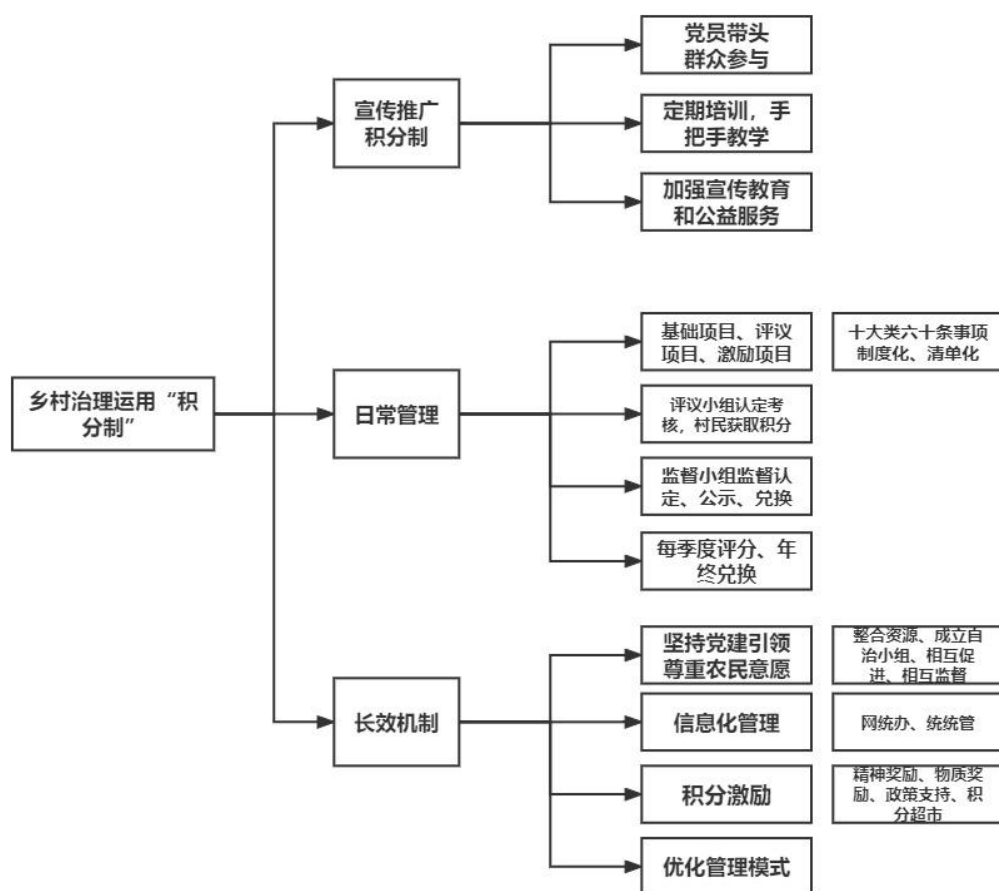 党员带头
群众参与
宣传推广
积分制
定期培训，手
把手教学
加强宣传教育
和公益服务
乡村治理运用“积
分制”
日常管理
基础项目、评议
项目、激励项目
十大类六十条事项
制度化、清单化
评议小组认定考
核，村民获取积分
监督小组监督认
定、公示、兑换
每季度评分、年
终兑换
长效机制
坚持党建引领
尊重农民意愿
整合资源、成立自
治小组、相互促
进、相互监督
信息化管理
网统办、统统管
积分激励
精神奖励、物质奖
励、政策支持、积
分超市
优化管理模式